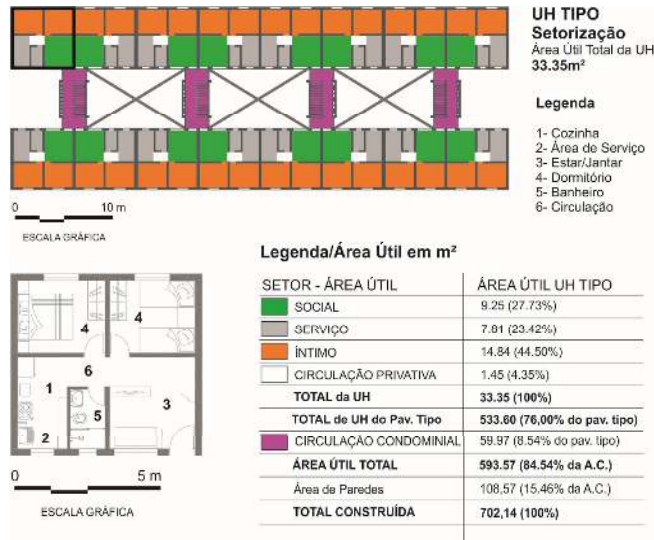 UH TIPO
Setorização
Área Útil Total da UH
33.35m²
Legenda
1- Cozinha
2- Área de Serviço
3- Estar/Jantar
4- Dormitório
5- Banheiro
6- Circulação
0 10 m
ESCALA GRÁFICA
4 4
6
1
3
5
2
0 5 m
ESCALA GRÁFICA
Legenda/Área Útil em m²
SETOR - ÁREA ÚTIL ÁREA ÚTIL UH TIPO
SOCIAL 9.25 (27.73%)
SERVIÇO 7.81 (23.42%)
ÍNTIMO 14.84 (44.50%)
CIRCULAÇÃO PRIVATIVA 1.45 (4.35%)
TOTAL da UH 33.35 (100%)
TOTAL de UH do Pav. Tipo 533.60 (76,00% do pav. tipo)
CIRCULAÇÃO CONDOMINIAL 59.97 (8.54% do pav. tipo)
ÁREA ÚTIL TOTAL 593.57 (84.54% da A.C.)
Área de Paredes 108,57 (15.46% da A.C.)
TOTAL CONSTRUÍDA 702,14 (100%)